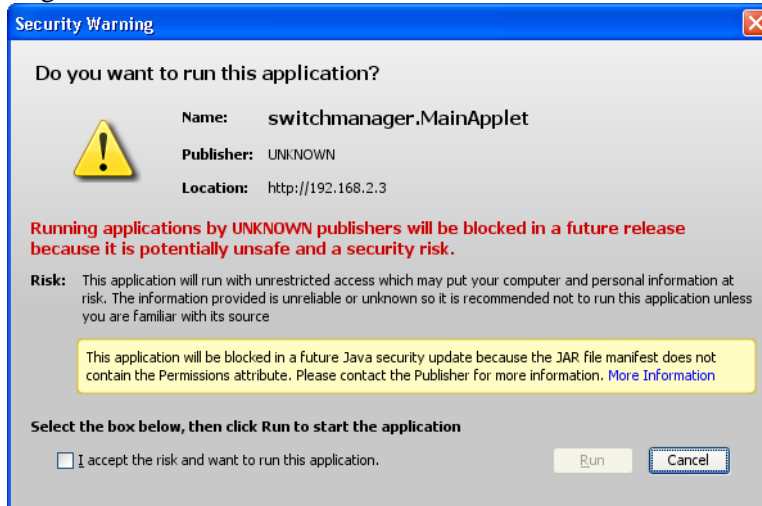 Security Warning
Do you want to run this application?
Name: switchmanager.MainApplet
Publisher: UNKNOWN
Location: http://192.168.2.3
Running applications by UNKNOWN publishers will be blocked in a future release
because it is potentially unsafe and a security risk.
Risk: This application will run with unrestricted access which may put your computer and personal information at
risk. The information provided is unreliable or unknown so it is recommended not to run this application unless
you are familiar with its source
This application will be blocked in a future Java security update because the JAR file manifest does not
contain the Permissions attribute. Please contact the Publisher for more information. More Information
Select the box below, then click Run to start the application
I accept the risk and want to run this application. Run Cancel